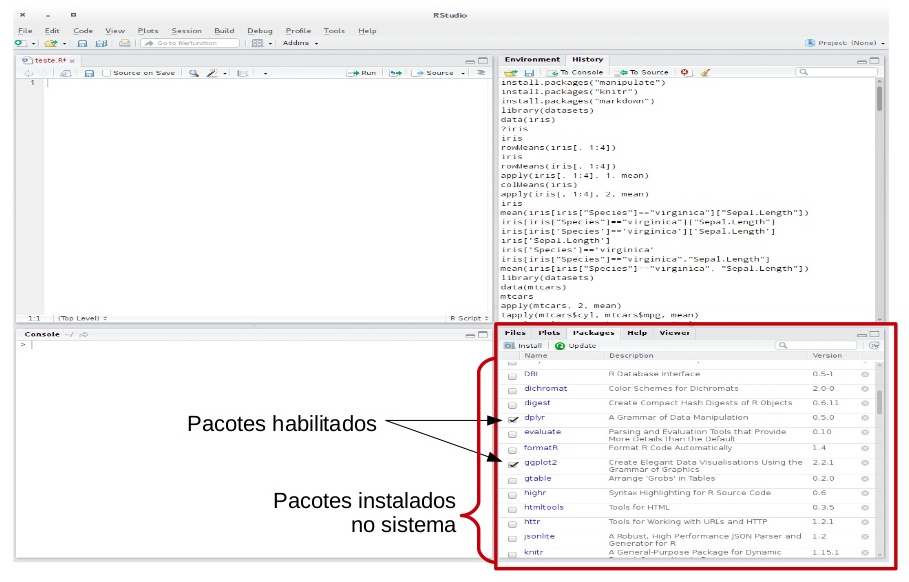 RStudio
File Edit Code View Plots Session Build Debug Profile Tools Help
Go to file/function Addins
Project: (None)
teste.R*
Source on Save Run Source
1
1:1 (Top Level) R Script
Console ~/
>
Environment History
To Console To Source
install.packages("manipulate")
install.packages("knitr")
install.packages("markdown")
library(datasets)
data(iris)
?iris
iris
rowMeans(iris[, 1:4])
iris
rowMeans(iris[, 1:4])
apply(iris[, 1:4], 1, mean)
colMeans(iris)
apply(iris[, 1:4], 2, mean)
iris
mean(iris[iris["Species"]=="virginica"]["Sepal.Length"])
iris[iris["Species"]=="virginica"]["Sepal.Length"]
iris[iris['Species']=='virginica']['Sepal.Length']
iris['Sepal.Length']
iris['Species']=='virginica'
iris[iris["Species"]=="virginica","Sepal.Length"]
mean(iris[iris["Species"]=="virginica", "Sepal.Length"])
library(datasets)
data(mtcars)
mtcars
apply(mtcars, 2, mean)
tapply(mtcars$cyl, mtcars$mpg, mean)
Files Plots Packages Help Viewer
Install Update
Name Description Version
DBI R Database Interface 0.5-1
dichromat Color Schemes for Dichromats 2.0-0
digest Create Compact Hash Digests of R Objects 0.6.11
dplyr A Grammar of Data Manipulation 0.5.0
evaluate Parsing and Evaluation Tools that Provide 0.10
More Details than the Default
formatR Format R Code Automatically 1.4
ggplot2 Create Elegant Data Visualisations Using the 2.2.1
Grammar of Graphics
gtable Arrange 'Grobs' in Tables 0.2.0
highr Syntax Highlighting for R Source Code 0.6
htmltools Tools for HTML 0.3.5
httr Tools for Working with URLs and HTTP 1.2.1
jsonlite A Robust, High Performance JSON Parser and 1.2
Generator for R
knitr A General-Purpose Package for Dynamic 1.15.1
Pacotes habilitados
Pacotes instalados
no sistema